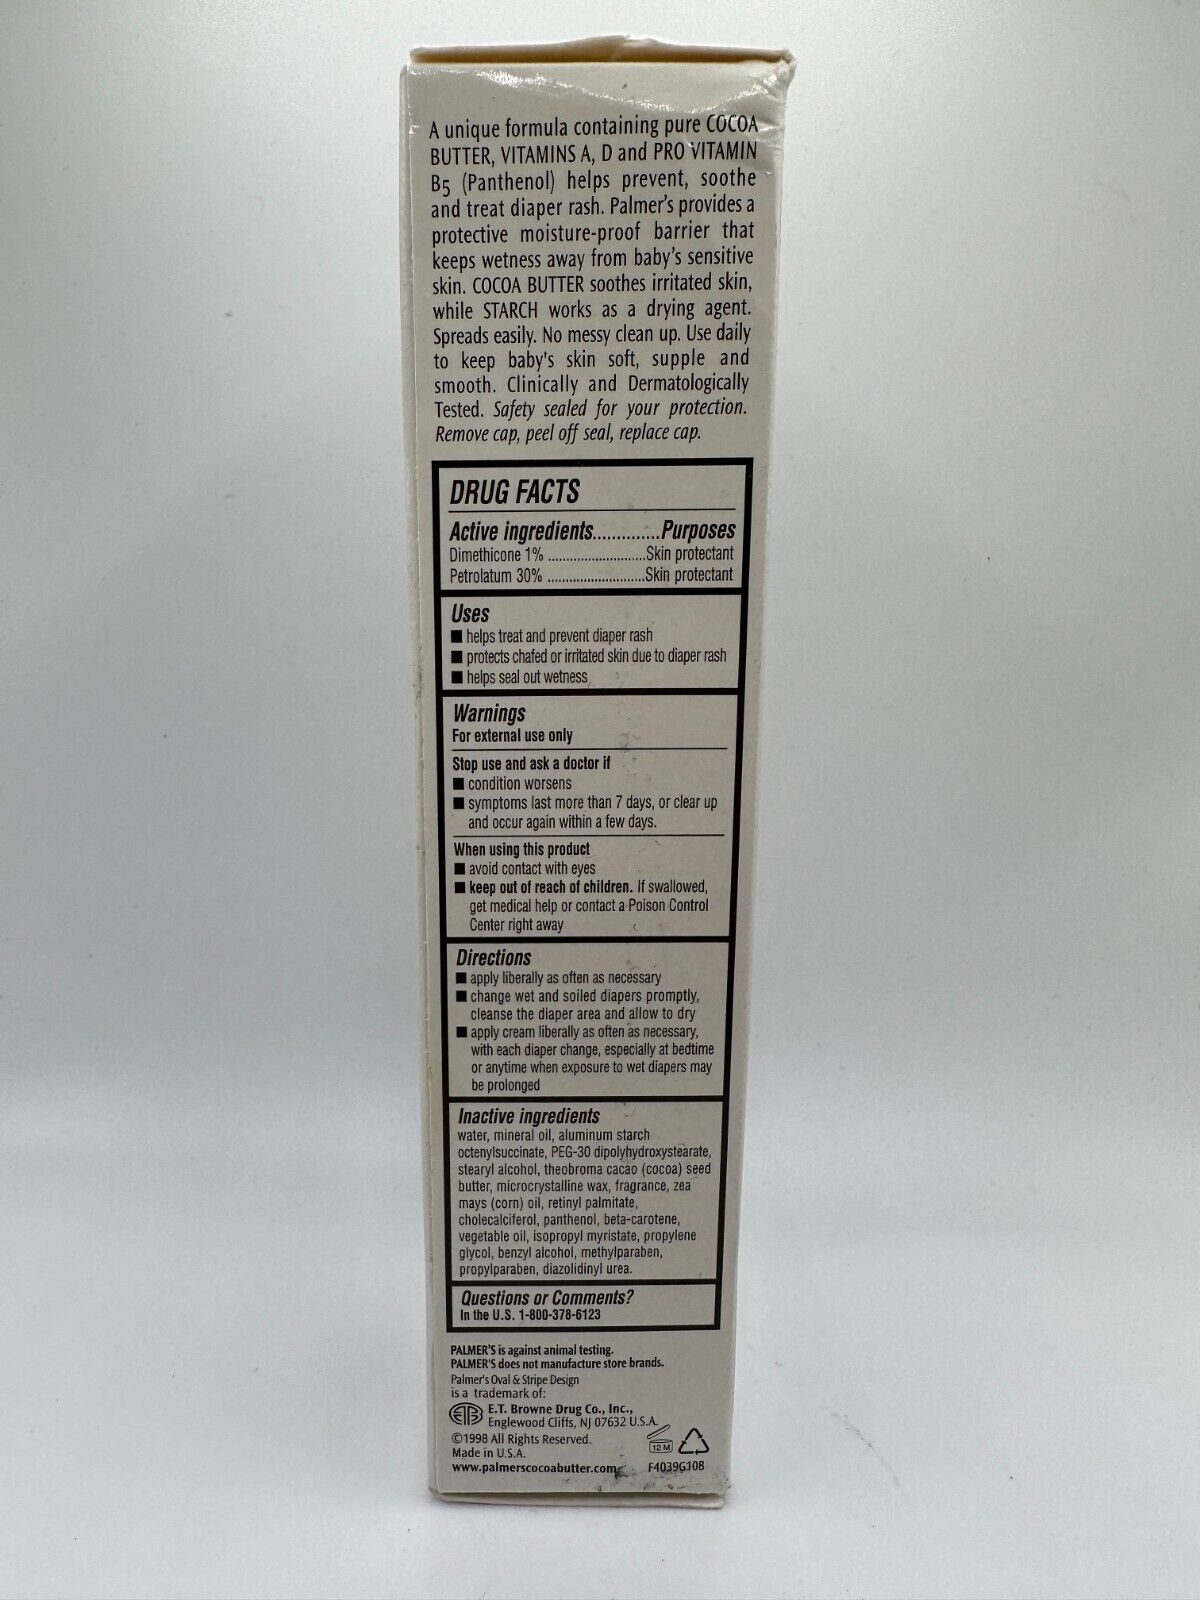 A unique formula containing pure COCOA
BUTTER, VITAMINS A, D and PRO VITAMIN
B5 (Panthenol) helps prevent, soothe
and treat diaper rash. Palmer's provides a
protective moisture-proof barrier that
keeps wetness away from baby's sensitive
skin. COCOA BUTTER soothes irritated skin,
while STARCH works as a drying agent.
Spreads easily. No messy clean up. Use daily
to keep baby's skin soft, supple and
smooth. Clinically and Dermatologically
Tested. Safety sealed for your protection.
Remove cap, peel off seal, replace cap.
DRUG FACTS
Active ingredients..............Purposes
Dimethicone 1% ..........................Skin protectant
Petrolatum 30% ..........................Skin protectant
Uses
■ helps treat and prevent diaper rash
■ protects chafed or irritated skin due to diaper rash
■ helps seal out wetness
Warnings
For external use only
Stop use and ask a doctor if
■ condition worsens
■ symptoms last more than 7 days, or clear up
and occur again within a few days.
When using this product
■ avoid contact with eyes
■ keep out of reach of children. If swallowed,
get medical help or contact a Poison Control
Center right away
Directions
■ apply liberally as often as necessary
■ change wet and soiled diapers promptly,
cleanse the diaper area and allow to dry
■ apply cream liberally as often as necessary,
with each diaper change, especially at bedtime
or anytime when exposure to wet diapers may
be prolonged
Inactive ingredients
water, mineral oil, aluminum starch
octenylsuccinate, PEG-30 dipolyhydroxystearate,
stearyl alcohol, theobroma cacao (cocoa) seed
butter, microcrystalline wax, fragrance, zea
mays (corn) oil, retinyl palmitate,
cholecalciferol, panthenol, beta-carotene,
vegetable oil, isopropyl myristate, propylene
glycol, benzyl alcohol, methylparaben,
propylparaben, diazolidinyl urea.
Questions or Comments?
In the U.S. 1-800-378-6123
PALMER'S is against animal testing.
PALMER'S does not manufacture store brands.
Palmer's Oval & Stripe Design
is a trademark of:
ETB E.T. Browne Drug Co., Inc.,
Englewood Cliffs, NJ 07632 U.S.A.
©1998 All Rights Reserved.
Made in U.S.A.
12 M
www.palmerscocoabutter.com F4039G108